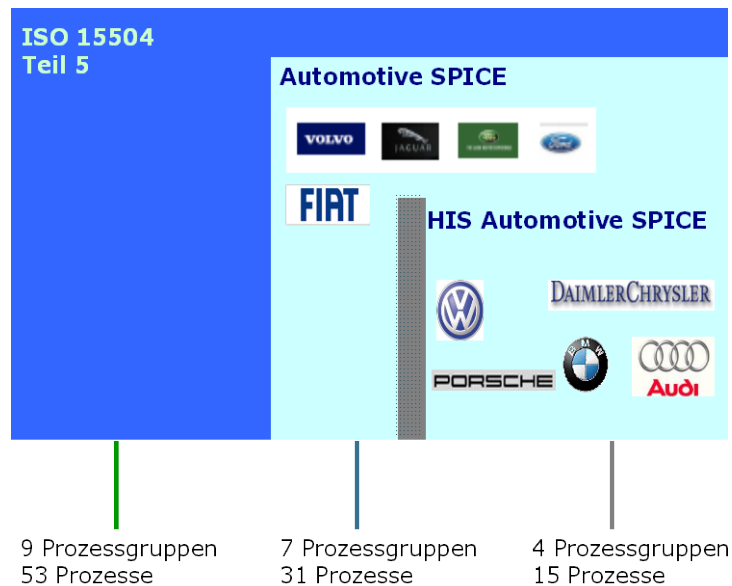 ISO 15504
Teil 5
Automotive SPICE
VOLVO
JAGUAR
Ford
FIAT
HIS Automotive SPICE
DAIMLERCHRYSLER
BMW
PORSCHE
Audi
9 Prozessgruppen
53 Prozesse
7 Prozessgruppen
31 Prozesse
4 Prozessgruppen
15 Prozesse